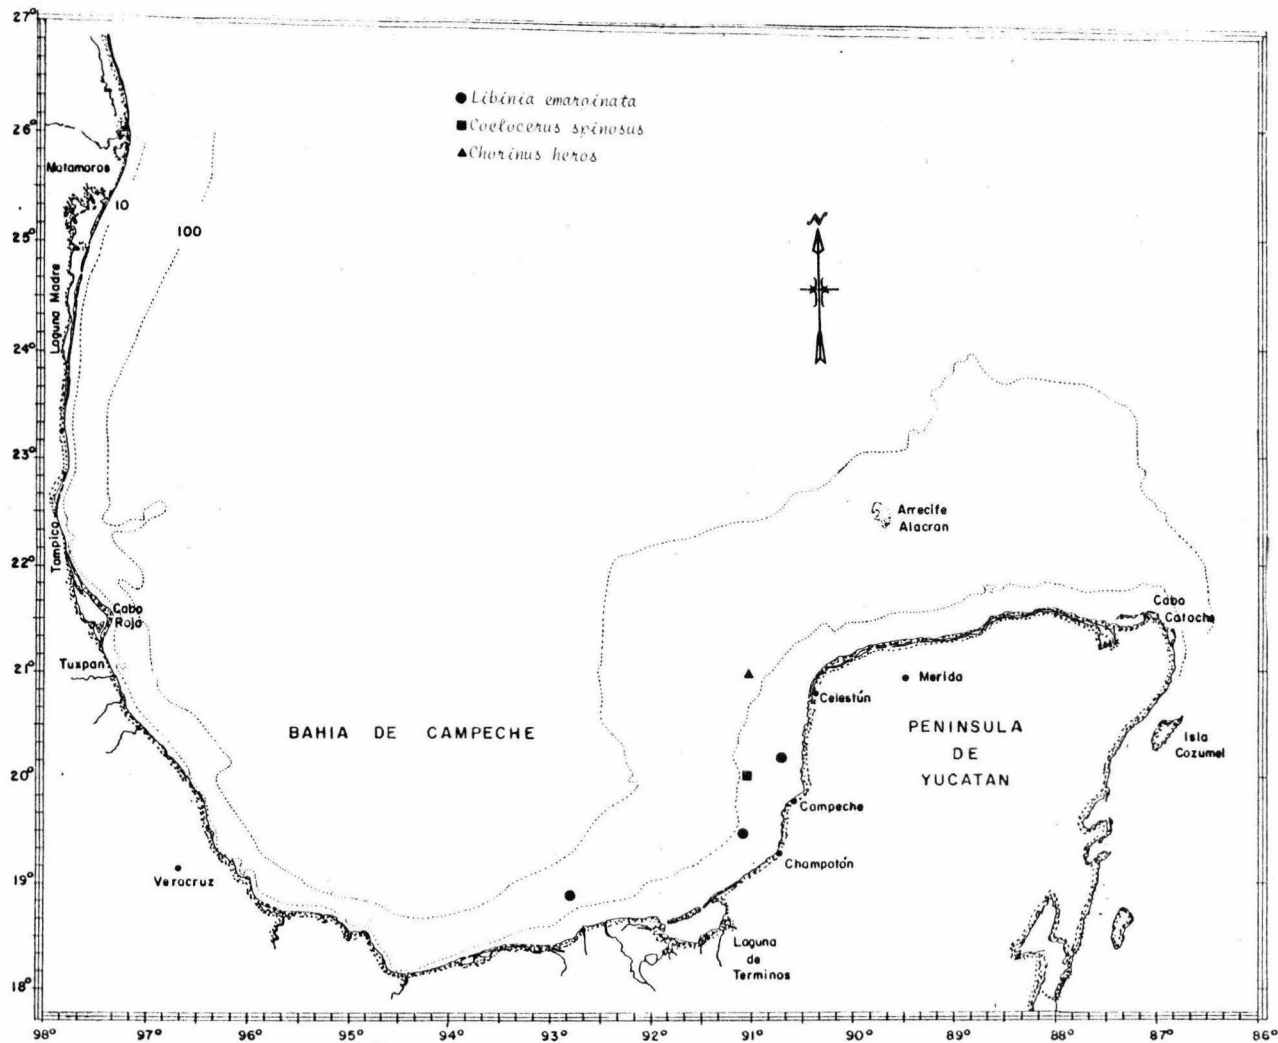 27°
Libinia emaroinata
Coelocerus spinosus
Chorinus heros
26°
Matamoros
10
25°
100
Laguna Madre
24°
N
23°
Arrecife
Alacran
Tampico
22°
Cabo
Rojo
Cabo
Catoche
Tuxpan
21°
Celestún
Merida
BAHIA DE CAMPECHE
PENINSULA
DE
YUCATAN
Isla
Cozumel
20°
Campeche
Champotón
Veracruz
19°
Laguna
de
Terminos
18°
98° 97° 96° 95° 94° 93° 92° 91° 90° 89° 88° 87° 86°